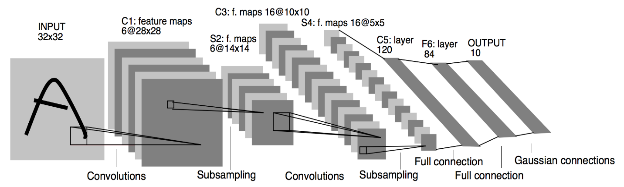 INPUT
32x32
C1: feature maps
6@28x28
S2: f. maps
6@14x14
C3: f. maps 16@10x10
S4: f. maps 16@5x5
C5: layer
120
F6: layer
84
OUTPUT
10
Convolutions
Subsampling
Convolutions
Subsampling
Full connection
Full connection
Gaussian connections
A